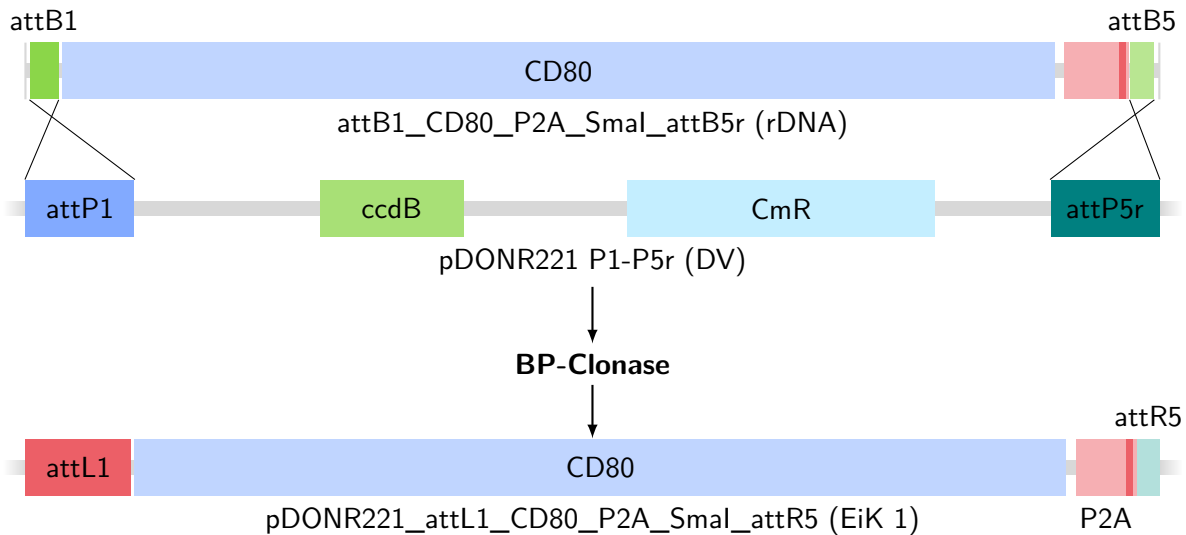 attB1
attB5
CD80
attB1_CD80_P2A_SmaI_attB5r (rDNA)
attP1
ccdB
CmR
attP5r
pDONR221 P1-P5r (DV)
BP-Clonase
attR5
attL1
CD80
pDONR221_attL1_CD80_P2A_SmaI_attR5 (EiK 1)
P2A